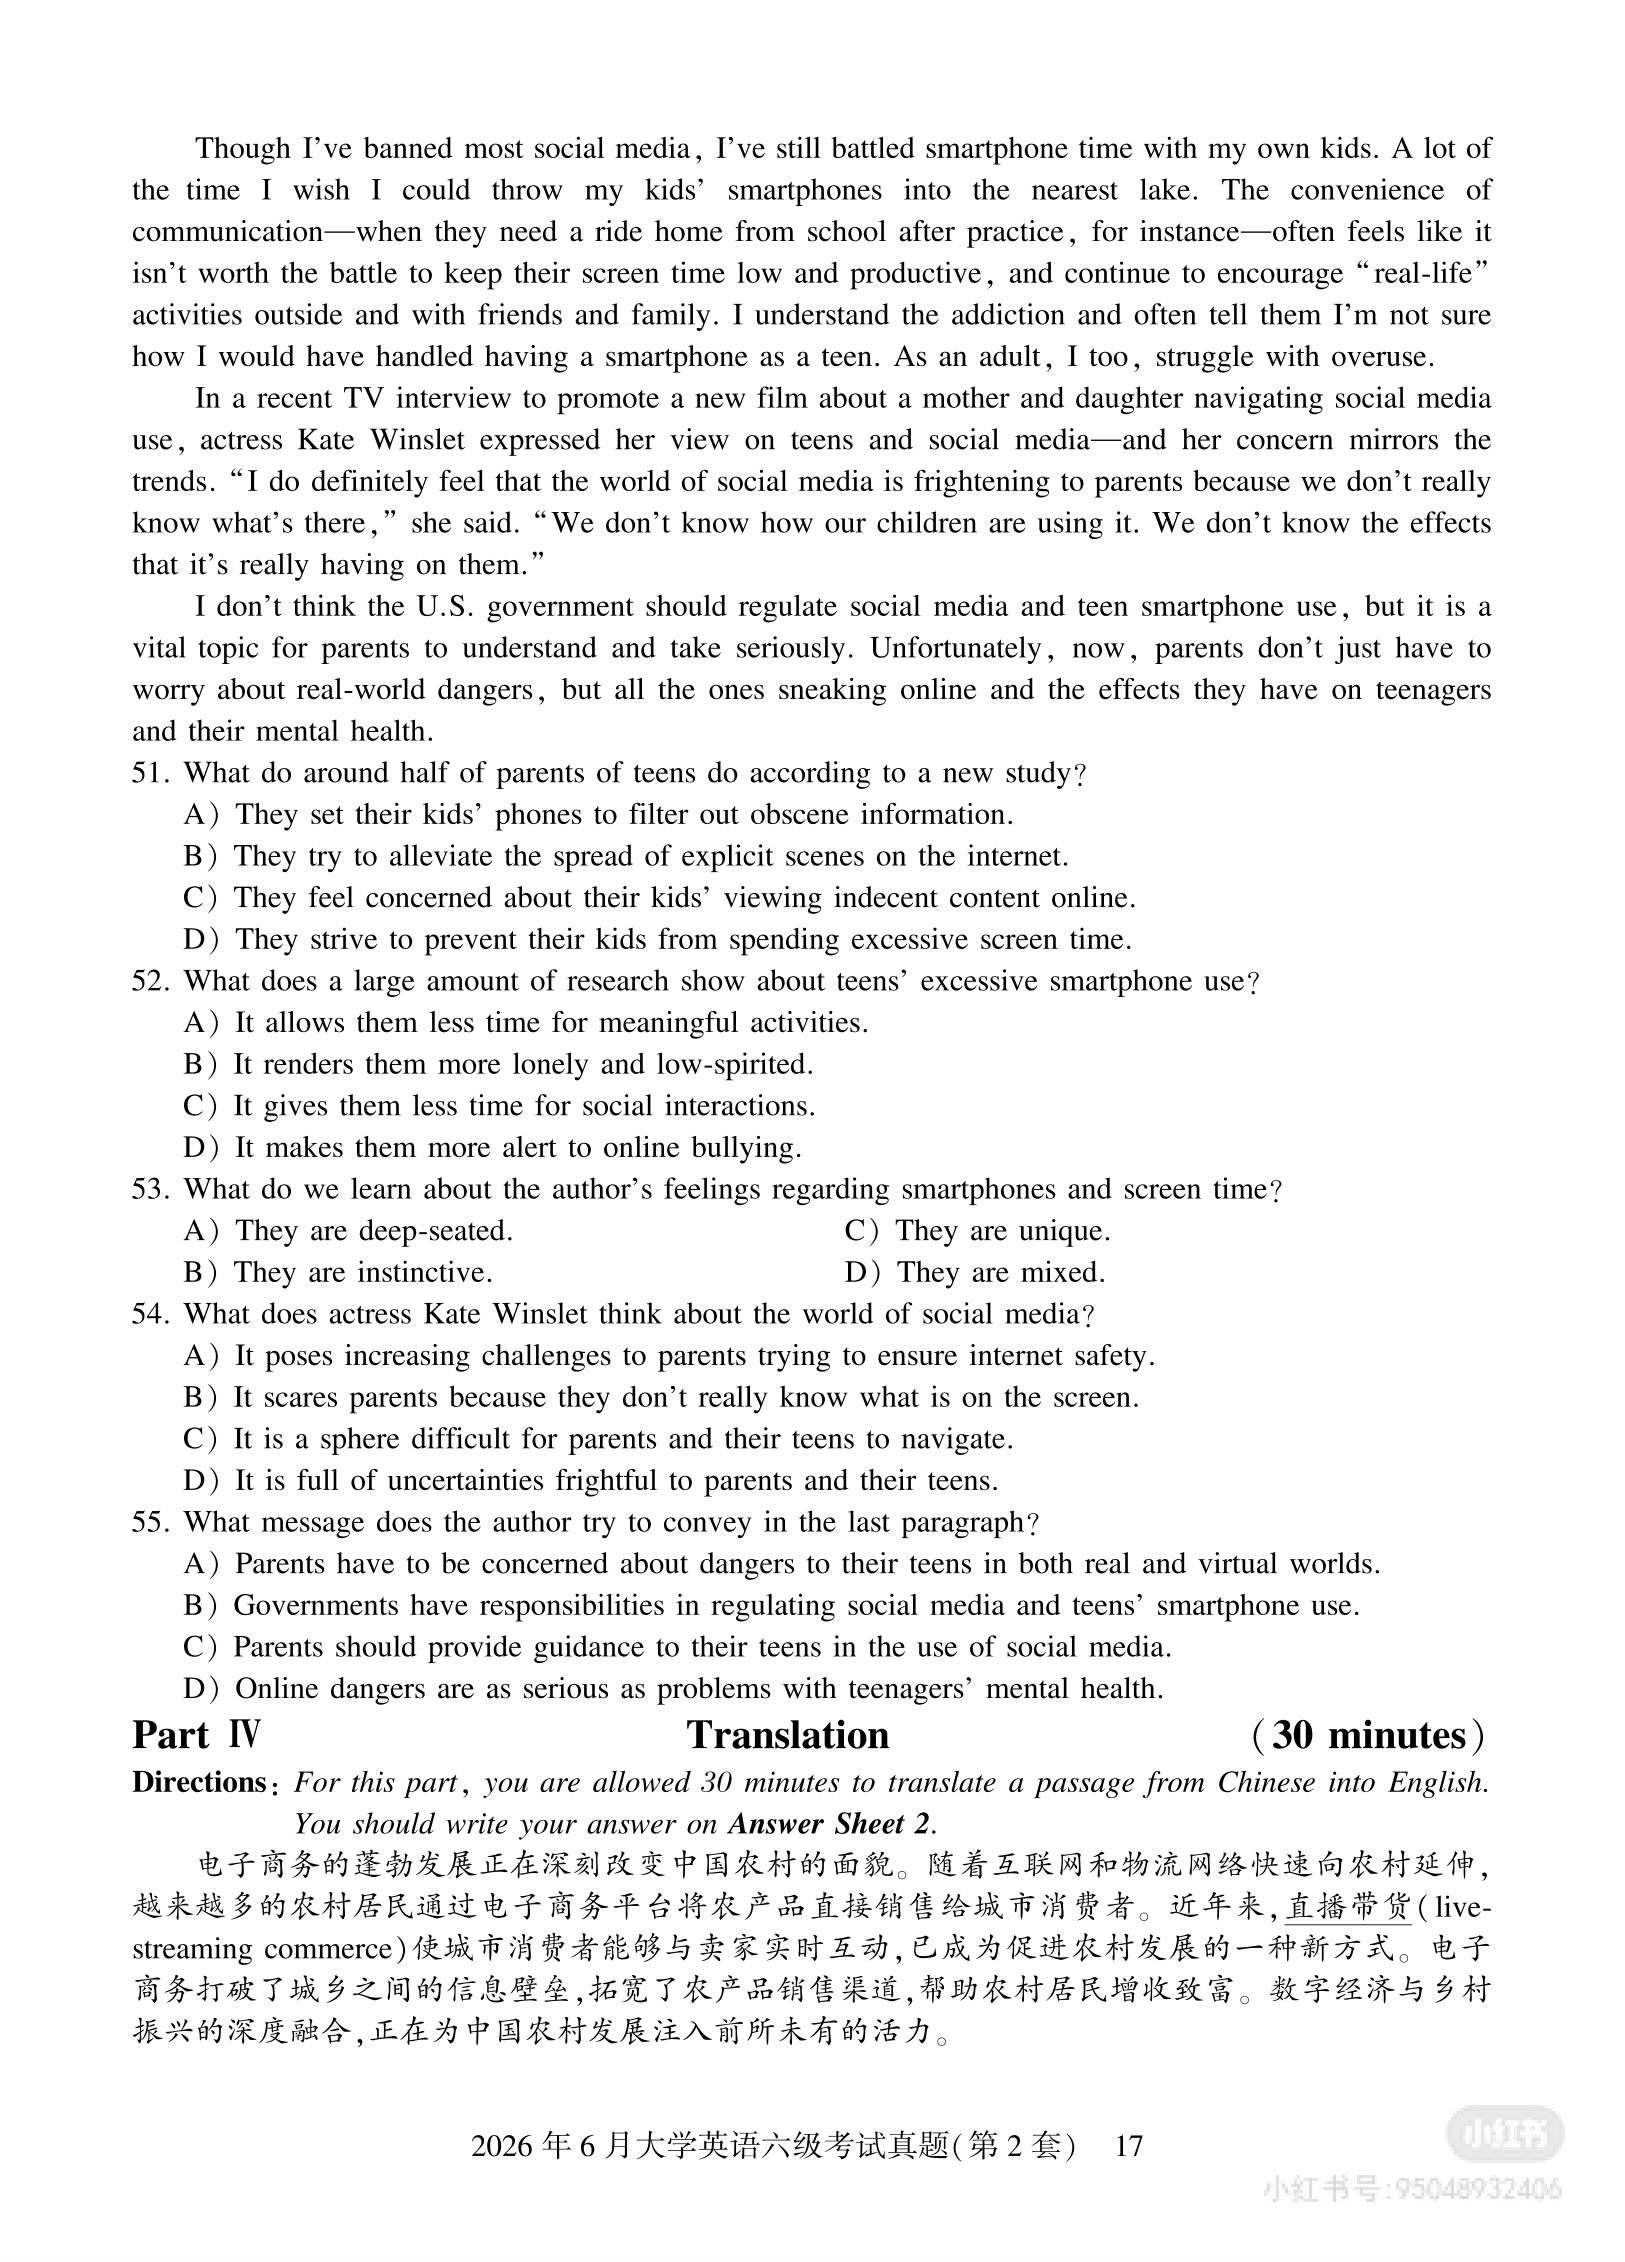 Though I’ve banned most social media, I’ve still battled smartphone time with my own kids. A lot of
the time I wish I could throw my kids’ smartphones into the nearest lake. The convenience of
communication—when they need a ride home from school after practice, for instance—often feels like it
isn’t worth the battle to keep their screen time low and productive, and continue to encourage “real-life”
activities outside and with friends and family. I understand the addiction and often tell them I’m not sure
how I would have handled having a smartphone as a teen. As an adult, I too, struggle with overuse.
In a recent TV interview to promote a new film about a mother and daughter navigating social media
use, actress Kate Winslet expressed her view on teens and social media—and her concern mirrors the
trends. “I do definitely feel that the world of social media is frightening to parents because we don’t really
know what’s there,” she said. “We don’t know how our children are using it. We don’t know the effects
that it’s really having on them.”
I don’t think the U.S. government should regulate social media and teen smartphone use, but it is a
vital topic for parents to understand and take seriously. Unfortunately, now, parents don’t just have to
worry about real-world dangers, but all the ones sneaking online and the effects they have on teenagers
and their mental health.
51. What do around half of parents of teens do according to a new study?
A) They set their kids’ phones to filter out obscene information.
B) They try to alleviate the spread of explicit scenes on the internet.
C) They feel concerned about their kids’ viewing indecent content online.
D) They strive to prevent their kids from spending excessive screen time.
52. What does a large amount of research show about teens’ excessive smartphone use?
A) It allows them less time for meaningful activities.
B) It renders them more lonely and low-spirited.
C) It gives them less time for social interactions.
D) It makes them more alert to online bullying.
53. What do we learn about the author’s feelings regarding smartphones and screen time?
A) They are deep-seated. C) They are unique.
B) They are instinctive. D) They are mixed.
54. What does actress Kate Winslet think about the world of social media?
A) It poses increasing challenges to parents trying to ensure internet safety.
B) It scares parents because they don’t really know what is on the screen.
C) It is a sphere difficult for parents and their teens to navigate.
D) It is full of uncertainties frightful to parents and their teens.
55. What message does the author try to convey in the last paragraph?
A) Parents have to be concerned about dangers to their teens in both real and virtual worlds.
B) Governments have responsibilities in regulating social media and teens’ smartphone use.
C) Parents should provide guidance to their teens in the use of social media.
D) Online dangers are as serious as problems with teenagers’ mental health.
Part Ⅳ Translation (30 minutes)
Directions: For this part, you are allowed 30 minutes to translate a passage from Chinese into English.
You should write your answer on Answer Sheet 2.
电子商务的蓬勃发展正在深刻改变中国农村的面貌。随着互联网和物流网络快速向农村延伸,
越来越多的农村居民通过电子商务平台将农产品直接销售给城市消费者。近年来,直播带货(live-
streaming commerce)使城市消费者能够与卖家实时互动,已成为促进农村发展的一种新方式。电子
商务打破了城乡之间的信息壁垒,拓宽了农产品销售渠道,帮助农村居民增收致富。数字经济与乡村
振兴的深度融合,正在为中国农村发展注入前所未有的活力。
2026 年 6 月大学英语六级考试真题(第 2 套) 17
小红书
小红书号:95048932406